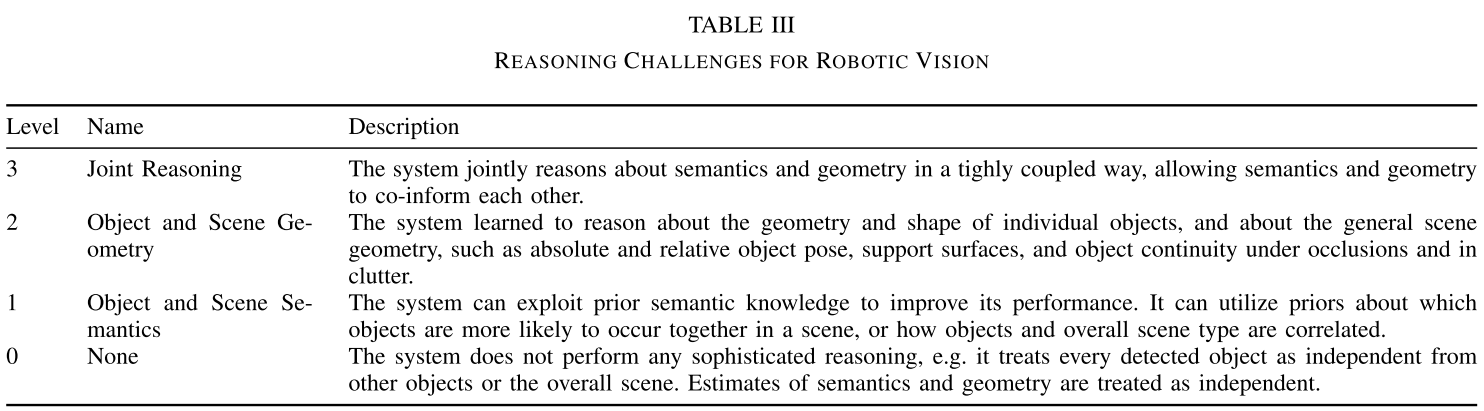 TABLE III
REASONING CHALLENGES FOR ROBOTIC VISION
Level Name Description
3 Joint Reasoning The system jointly reasons about semantics and geometry in a tighly coupled way, allowing semantics and geometry
to co-inform each other.
2 Object and Scene Ge- The system learned to reason about the geometry and shape of individual objects, and about the general scene
ometry geometry, such as absolute and relative object pose, support surfaces, and object continuity under occlusions and in
clutter.
1 Object and Scene Se- The system can exploit prior semantic knowledge to improve its performance. It can utilize priors about which
mantics objects are more likely to occur together in a scene, or how objects and overall scene type are correlated.
0 None The system does not perform any sophisticated reasoning, e.g. it treats every detected object as independent from
other objects or the overall scene. Estimates of semantics and geometry are treated as independent.